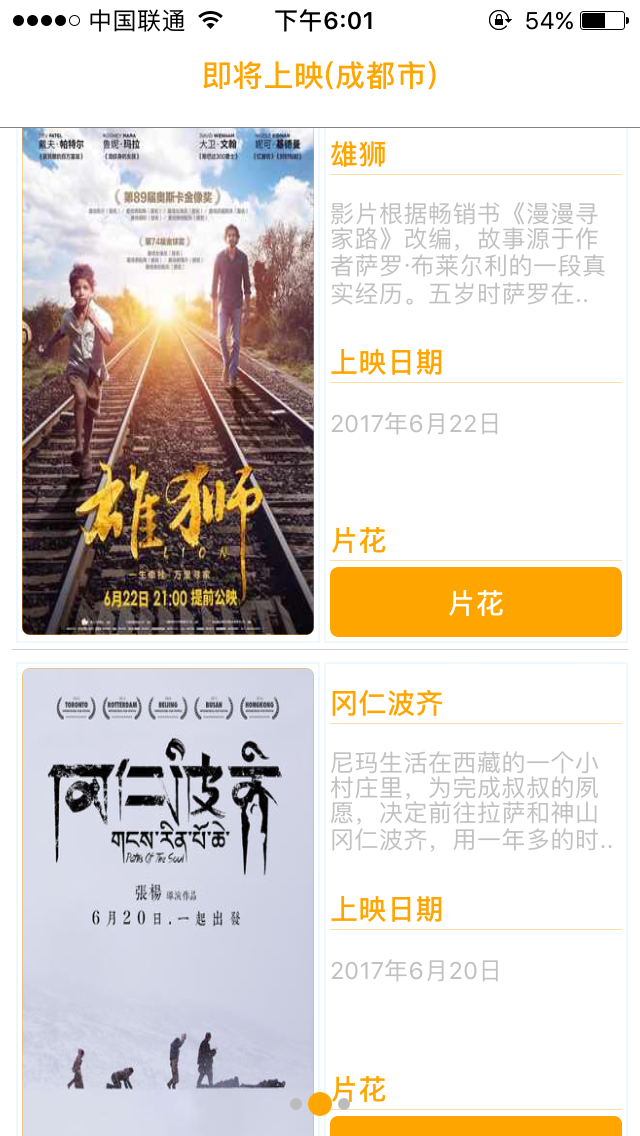 中国联通
下午6:01
54%
即将上映(成都市)
戴夫·帕特尔
鲁妮·玛拉
大卫·文翰
妮可·基德曼
第89届奥斯卡金像奖
第74届金球奖
雄狮
LION
一生牵挂 万里寻家
6月22日 21:00 提前公映
雄狮
影片根据畅销书《漫漫寻
家路》改编，故事源于作
者萨罗·布莱尔利的一段真
实经历。五岁时萨罗在..
上映日期
2017年6月22日
片花
片花
TORONTO
ROTTERDAM
BEIJING
BUSAN
HONGKONG
冈仁波齐
གངས་རིན་པོ་ཆེ་
Paths Of The Soul
張楊 導演作品
6月20日.一起出發
冈仁波齐
尼玛生活在西藏的一个小
村庄里，为完成叔叔的夙
愿，决定前往拉萨和神山
冈仁波齐，用一年多的时..
上映日期
2017年6月20日
片花